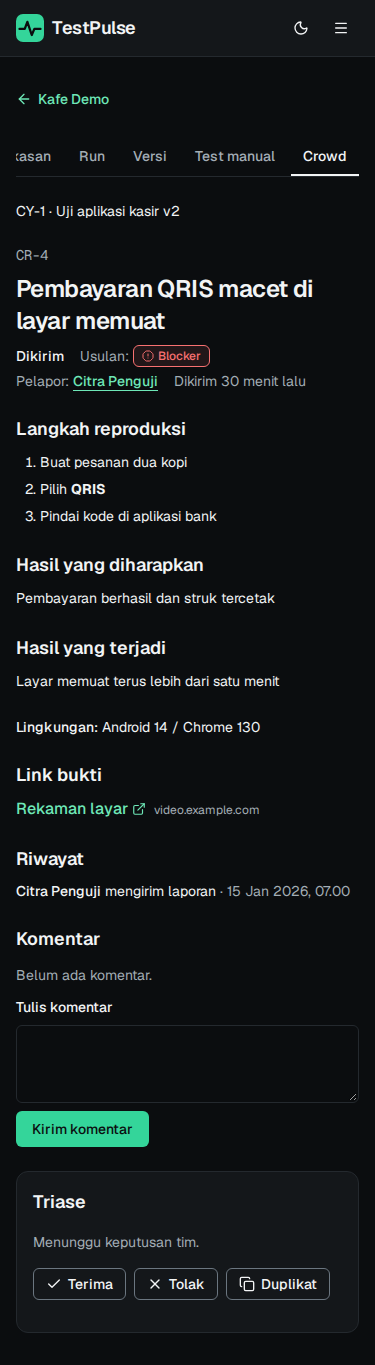 TestPulse
Kafe Demo
kasan Run Versi Test manual Crowd
CY-1 · Uji aplikasi kasir v2
CR-4
Pembayaran QRIS macet di
layar memuat
Dikirim Usulan: Blocker
Pelapor: Citra Penguji Dikirim 30 menit lalu
Langkah reproduksi
1. Buat pesanan dua kopi
2. Pilih QRIS
3. Pindai kode di aplikasi bank
Hasil yang diharapkan
Pembayaran berhasil dan struk tercetak
Hasil yang terjadi
Layar memuat terus lebih dari satu menit
Lingkungan: Android 14 / Chrome 130
Link bukti
Rekaman layar video.example.com
Riwayat
Citra Penguji mengirim laporan · 15 Jan 2026, 07.00
Komentar
Belum ada komentar.
Tulis komentar
Kirim komentar
Triase
Menunggu keputusan tim.
Terima Tolak Duplikat